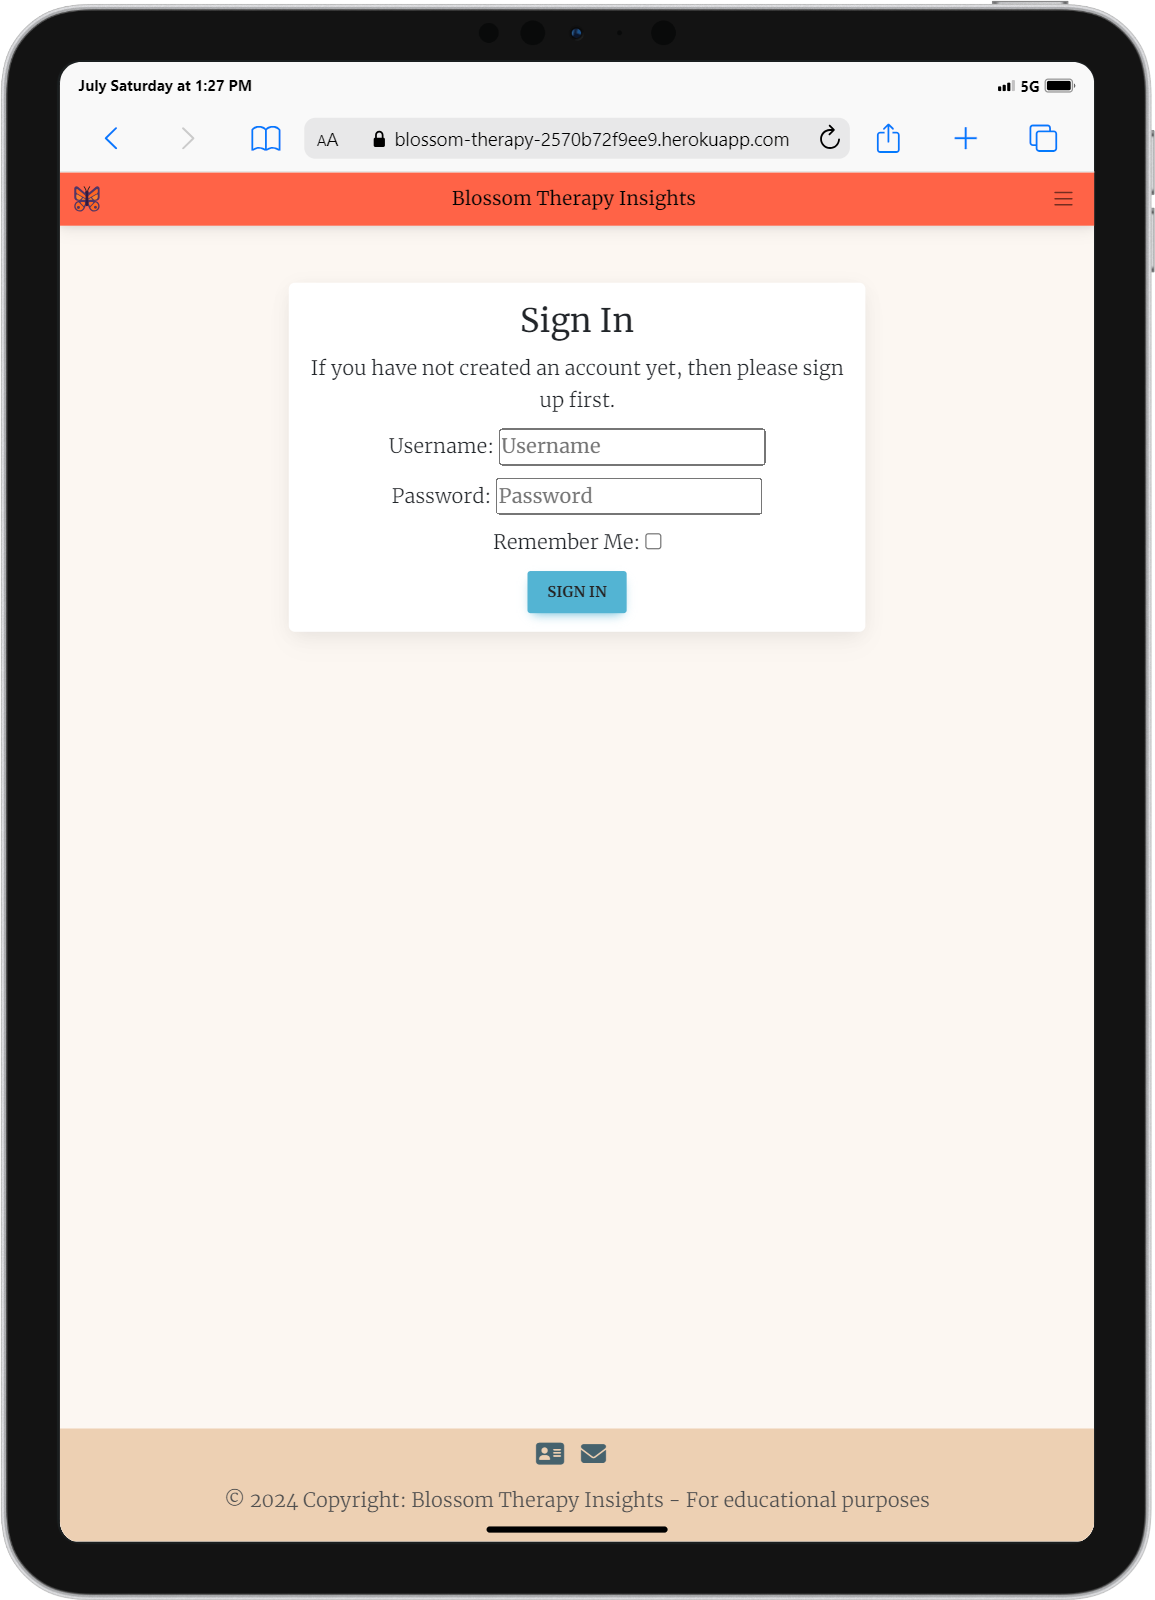 July Saturday at 1:27 PM
5G
AA
blossom-therapy-2570b72f9ee9.herokuapp.com
Blossom Therapy Insights
Sign In
If you have not created an account yet, then please sign
up first.
Username: Username
Password: Password
Remember Me:
SIGN IN
© 2024 Copyright: Blossom Therapy Insights - For educational purposes